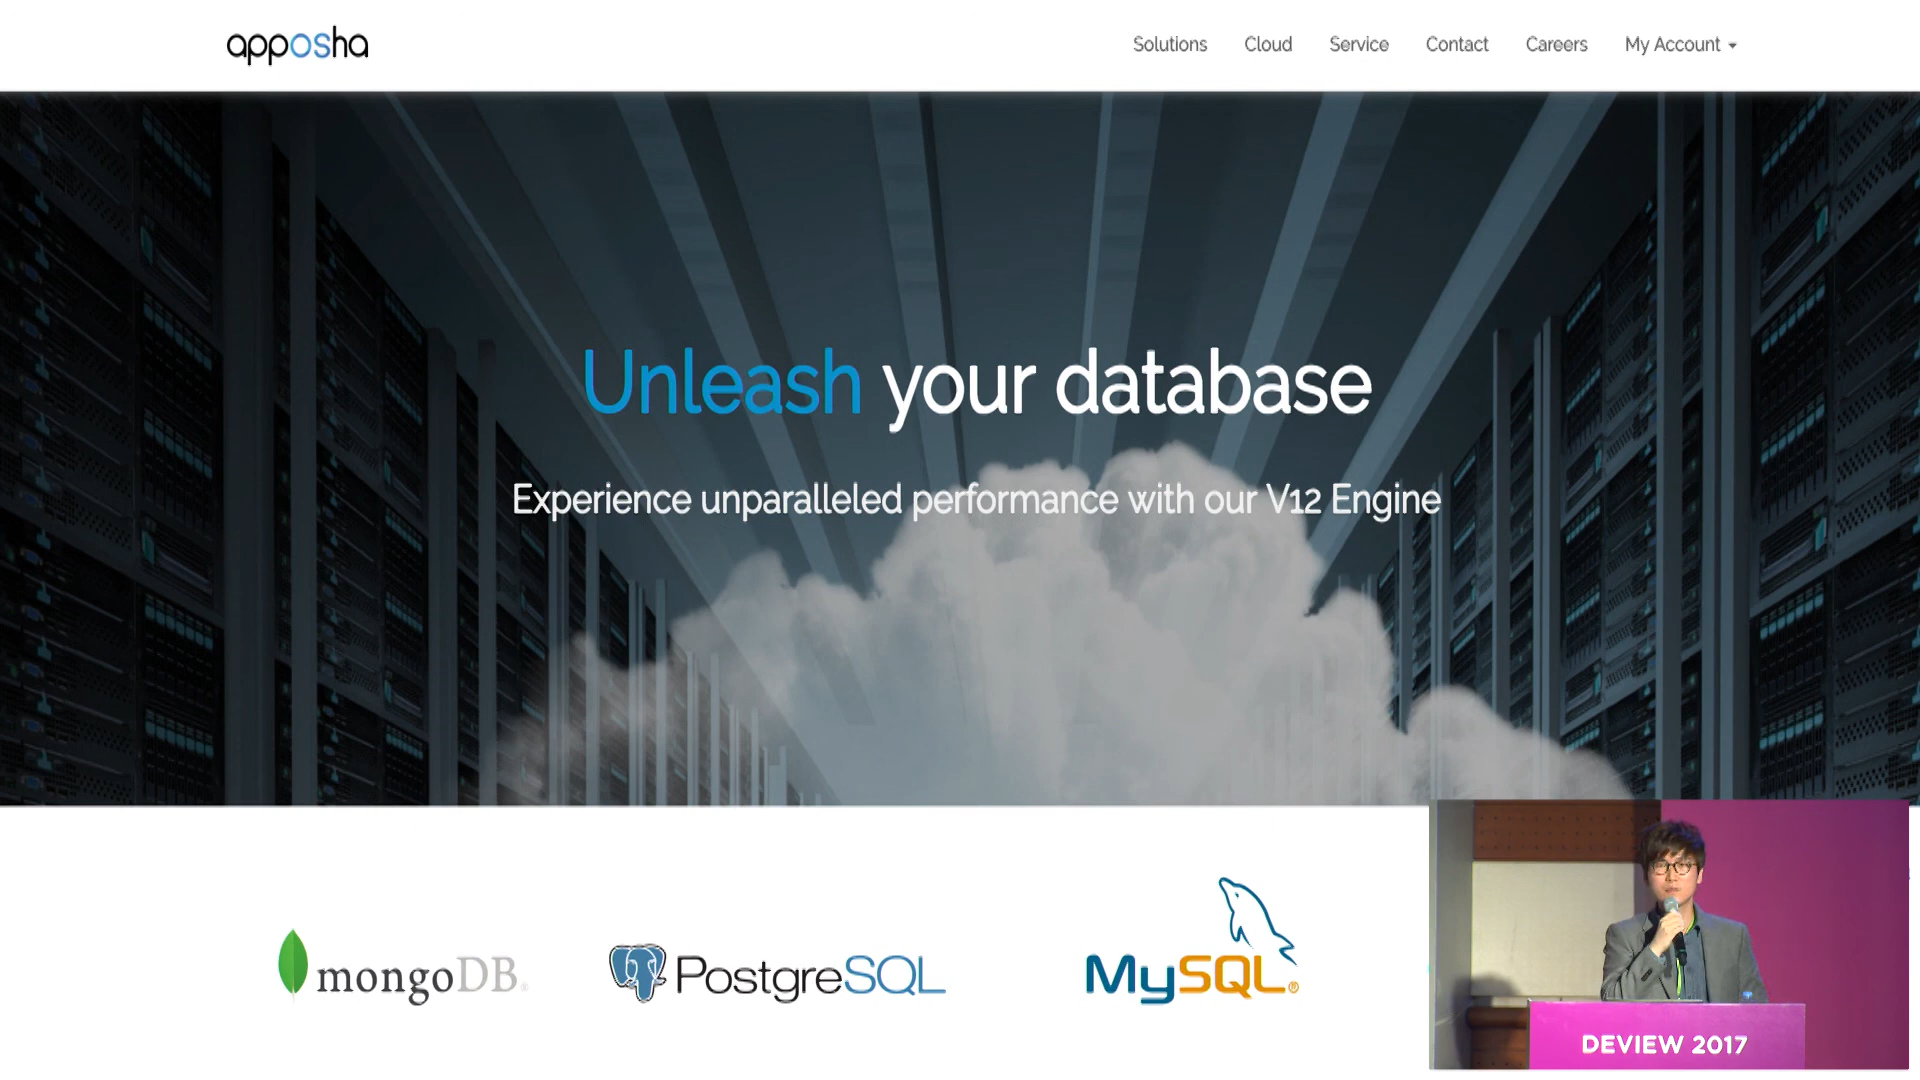 apposha
Solutions Cloud Service Contact Careers My Account
Unleash your database
Experience unparalleled performance with our V12 Engine
mongoDB®
PostgreSQL
MySQL®
DEVIEW 2017